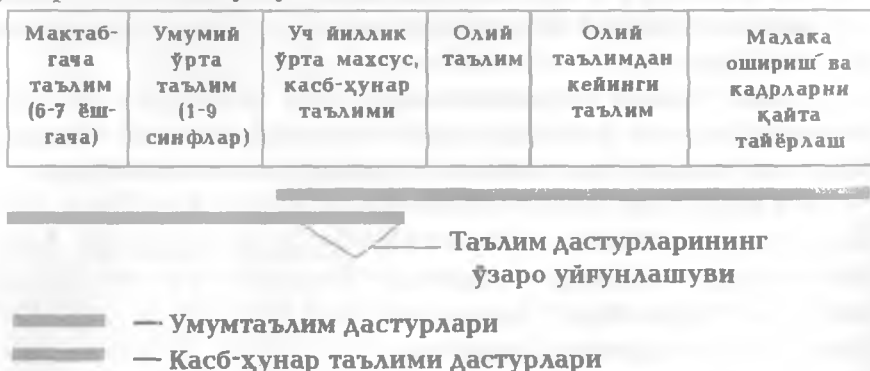 Мактаб-
гача
таълим
(6-7 ёш-
гача)
Умумий
ўрта
таълим
(1-9
синфлар)
Уч йиллик
ўрта махсус,
касб-ҳунар
таълими
Олий
таълим
Олий
таълимдан
кейинги
таълим
Малака
ошириш ва
кадрларни
қайта
тайёрлаш
Таълим дастурларининг
ўзаро уйғунлашуви
— Умумтаълим дастурлари
— Касб-ҳунар таълими дастурлари